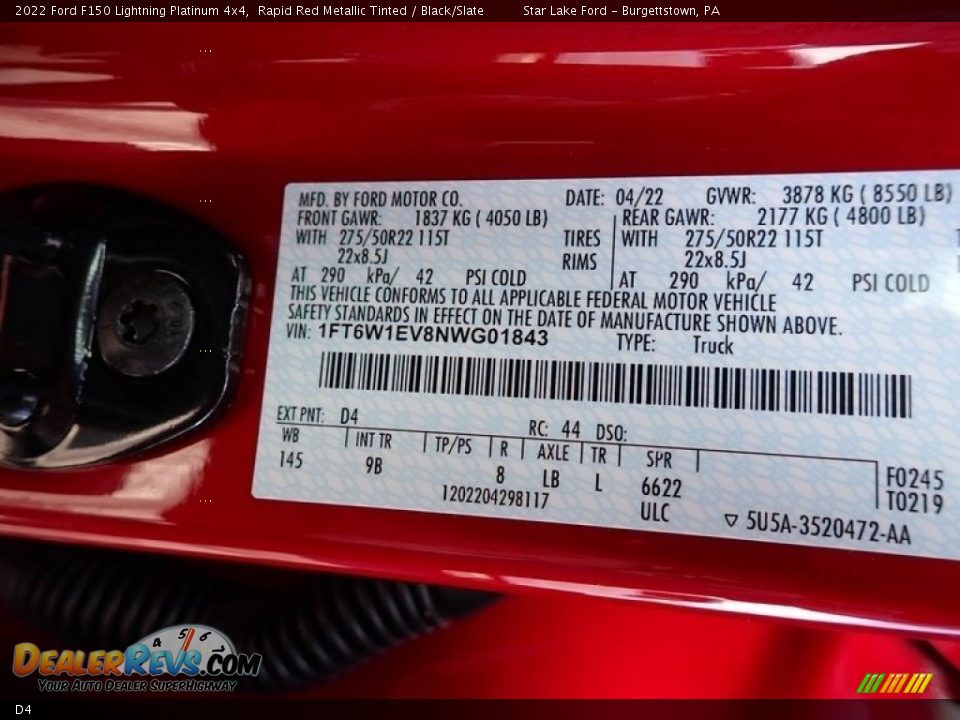 2022 Ford F150 Lightning Platinum 4x4, Rapid Red Metallic Tinted / Black/Slate Star Lake Ford - Burgettstown, PA
MFD. BY FORD MOTOR CO. DATE: 04/22 GVWR: 3878 KG ( 8550 LB)
FRONT GAWR: 1837 KG ( 4050 LB) REAR GAWR: 2177 KG ( 4800 LB)
WITH 275/50R22 115T TIRES WITH 275/50R22 115T
22x8.5J RIMS 22x8.5J
AT 290 kPa/ 42 PSI COLD AT 290 kPa/ 42 PSI COLD
THIS VEHICLE CONFORMS TO ALL APPLICABLE FEDERAL MOTOR VEHICLE
SAFETY STANDARDS IN EFFECT ON THE DATE OF MANUFACTURE SHOWN ABOVE.
VIN: 1FT6W1EV8NWG01843 TYPE: Truck
EXT PNT: D4 RC: 44 DSO:
WB INT TR TP/PS R AXLE TR SPR
145 9B 8 LB L 6622 F0245
1202204298117 ULC T0219
5U5A-3520472-AA
4 5 6
DEALERREVS.COM
YOUR AUTO DEALER SUPERHIGHWAY
D4